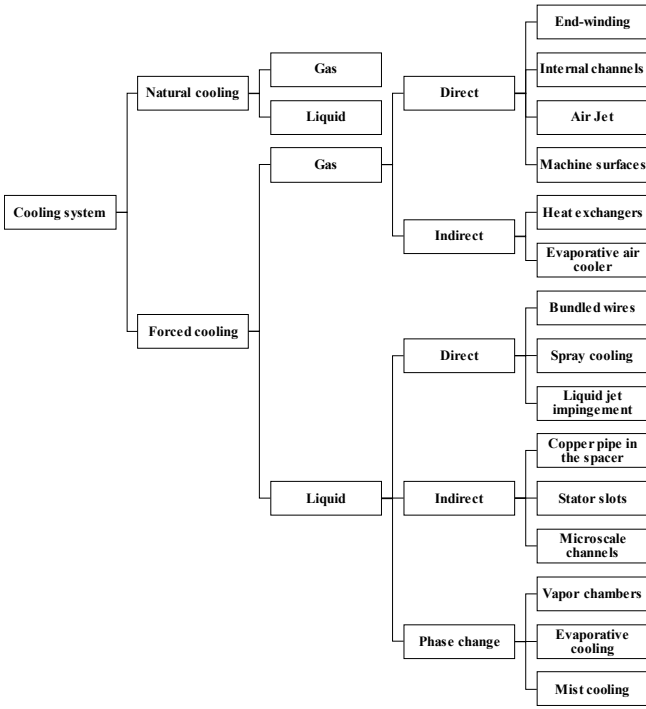 Cooling system
Natural cooling
Gas
Liquid
Forced cooling
Gas
Direct
End-winding
Internal channels
Air Jet
Machine surfaces
Indirect
Heat exchangers
Evaporative air
cooler
Liquid
Direct
Bundled wires
Spray cooling
Liquid jet
impingement
Indirect
Copper pipe in
the spacer
Stator slots
Microscale
channels
Phase change
Vapor chambers
Evaporative
cooling
Mist cooling